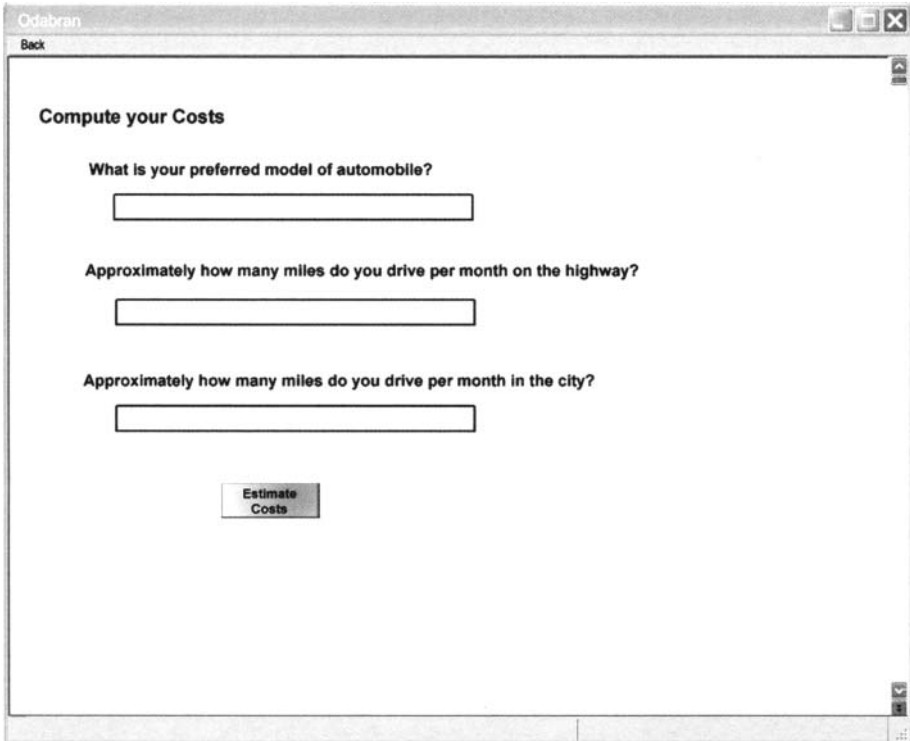 Odabran
Back
Compute your Costs
What is your preferred model of automobile?
Approximately how many miles do you drive per month on the highway?
Approximately how many miles do you drive per month in the city?
Estimate
Costs